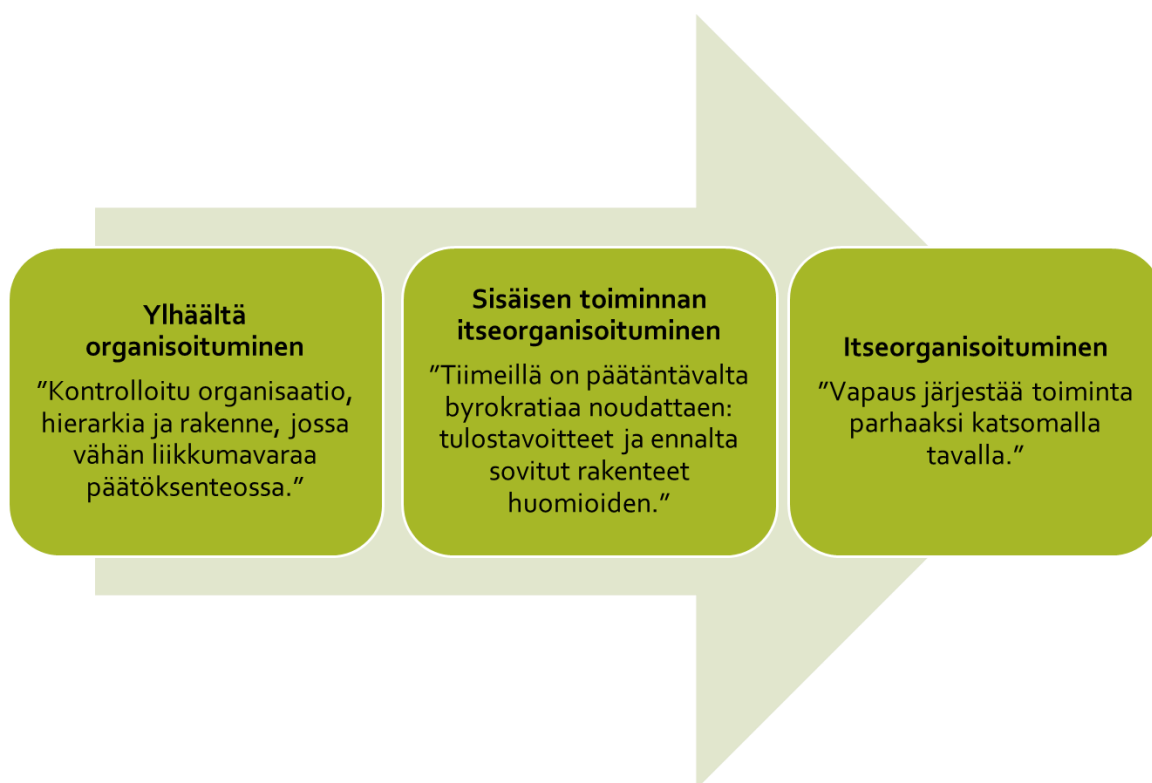 Ylhäältä
organisoituminen
”Kontrolloitu organisaatio,
hierarkia ja rakenne, jossa
vähän liikkumavaraa
päätöksenteossa.”
Sisäisen toiminnan
itseorganisoituminen
”Tiimeillä on päätäntävalta
byrokratiaa noudattaen:
tulostavoitteet ja ennalta
sovitut rakenteet
huomioiden.”
Itseorganisoituminen
”Vapaus järjestää toiminta
parhaaksi katsomalla
tavalla.”